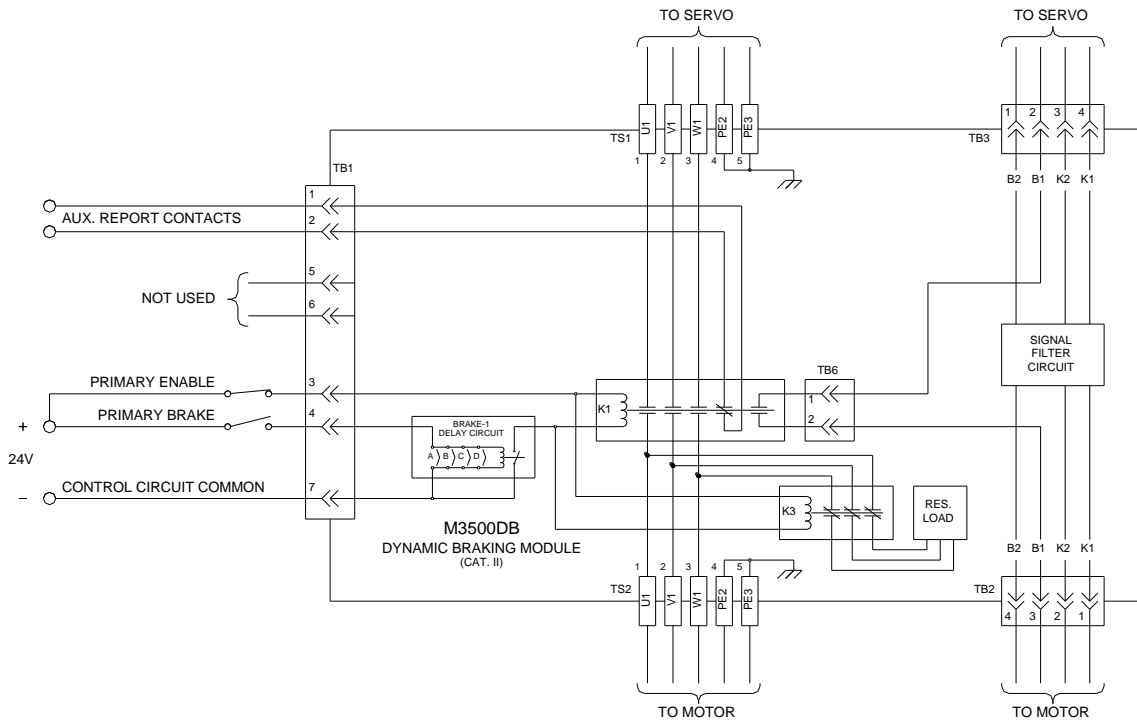 TO SERVO
TO SERVO
TS1
U1
V1
W1
PE2
PE3
1
2
3
4
5
TB3
1
2
3
4
B2
B1
K2
K1
TB1
1
AUX. REPORT CONTACTS
2
5
NOT USED
6
PRIMARY ENABLE
3
PRIMARY BRAKE
4
+
24V
−
CONTROL CIRCUIT COMMON
7
BRAKE-1
DELAY CIRCUIT
A
B
C
D
K1
TB6
1
2
SIGNAL
FILTER
CIRCUIT
K3
RES.
LOAD
M3500DB
DYNAMIC BRAKING MODULE
(CAT. II)
1
2
3
4
5
TS2
U1
V1
W1
PE2
PE3
B2
B1
K2
K1
TB2
4
3
2
1
TO MOTOR
TO MOTOR